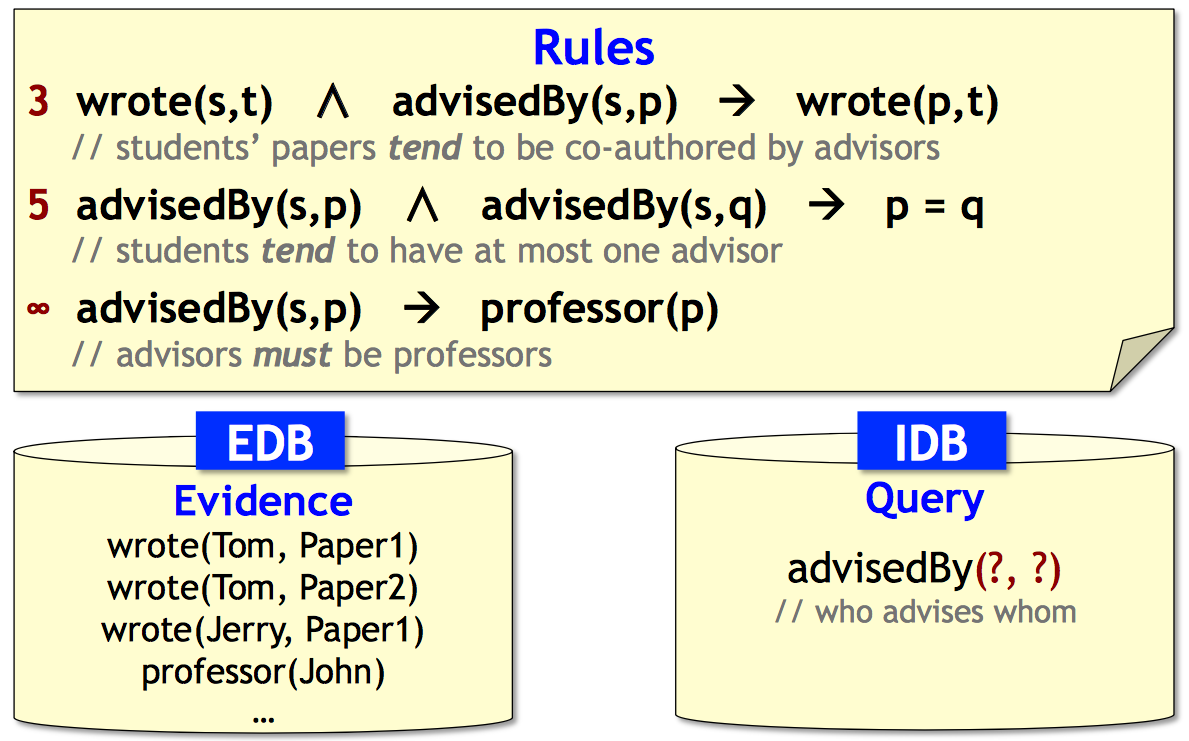 Rules
3 wrote(s,t) ∧ advisedBy(s,p) → wrote(p,t)
// students’ papers tend to be co-authored by advisors
5 advisedBy(s,p) ∧ advisedBy(s,q) → p = q
// students tend to have at most one advisor
∞ advisedBy(s,p) → professor(p)
// advisors must be professors
EDB
Evidence
wrote(Tom, Paper1)
wrote(Tom, Paper2)
wrote(Jerry, Paper1)
professor(John)
…
IDB
Query
advisedBy(?, ?)
// who advises whom